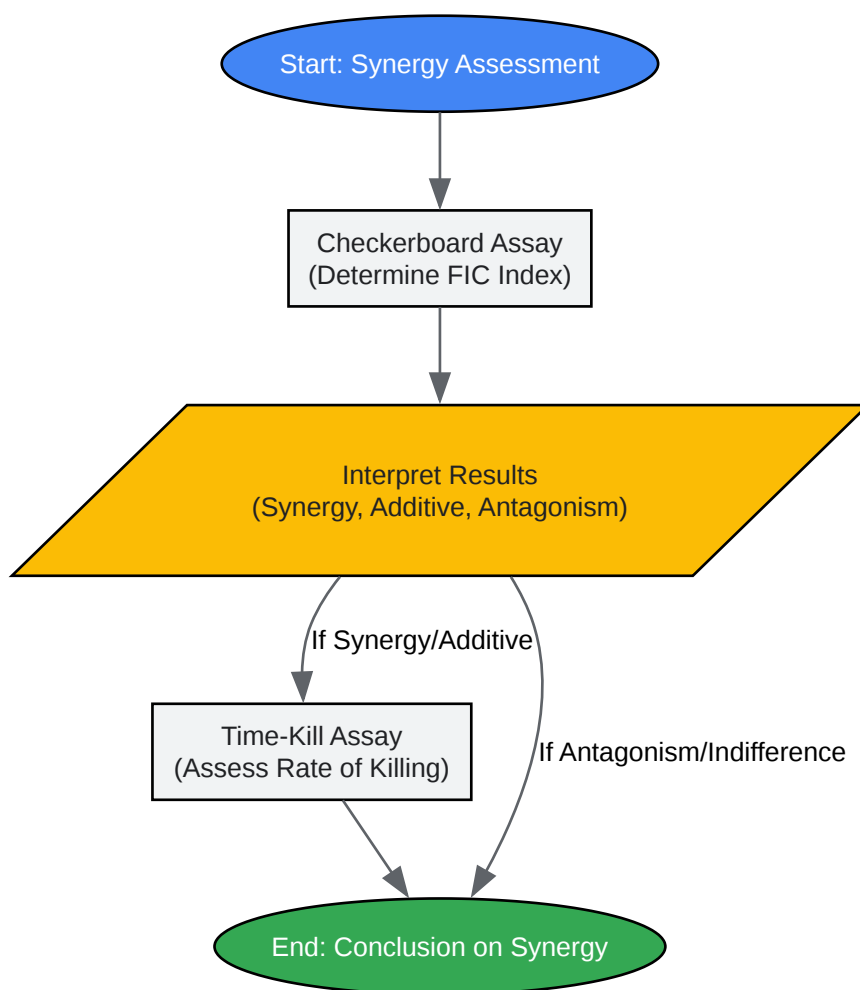 Start: Synergy Assessment
Checkerboard Assay
(Determine FIC Index)
Interpret Results
(Synergy, Additive, Antagonism)
If Synergy/Additive
Time-Kill Assay
(Assess Rate of Killing)
If Antagonism/Indifference
End: Conclusion on Synergy